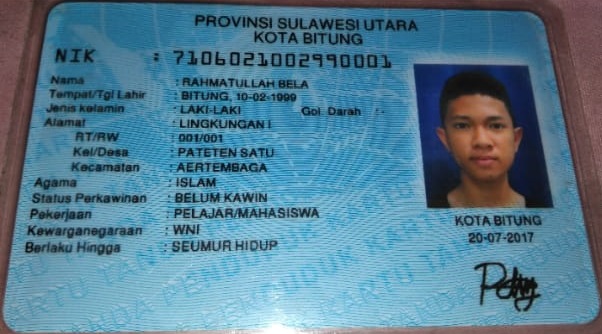 PROVINSI SULAWESI UTARA
KOTA BITUNG
NIK : 7106021002990001
Nama : RAHMATULLAH BELA
Tempat/Tgl Lahir : BITUNG, 10-02-1999
Jenis kelamin : LAKI-LAKI Gol. Darah :
Alamat : LINGKUNGAN I
RT/RW : 001/001
Kel/Desa : PATETEN SATU
Kecamatan : AERTEMBAGA
Agama : ISLAM
Status Perkawinan : BELUM KAWIN
Pekerjaan : PELAJAR/MAHASISWA
Kewarganegaraan : WNI
Berlaku Hingga : SEUMUR HIDUP
KOTA BITUNG
20-07-2017